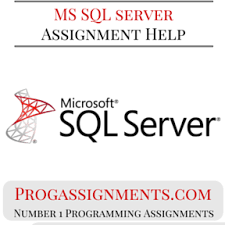 MS SQL server
Assignment Help
Microsoft®
SQL Server®
Progassignments.com
Number 1 Programming Assignments